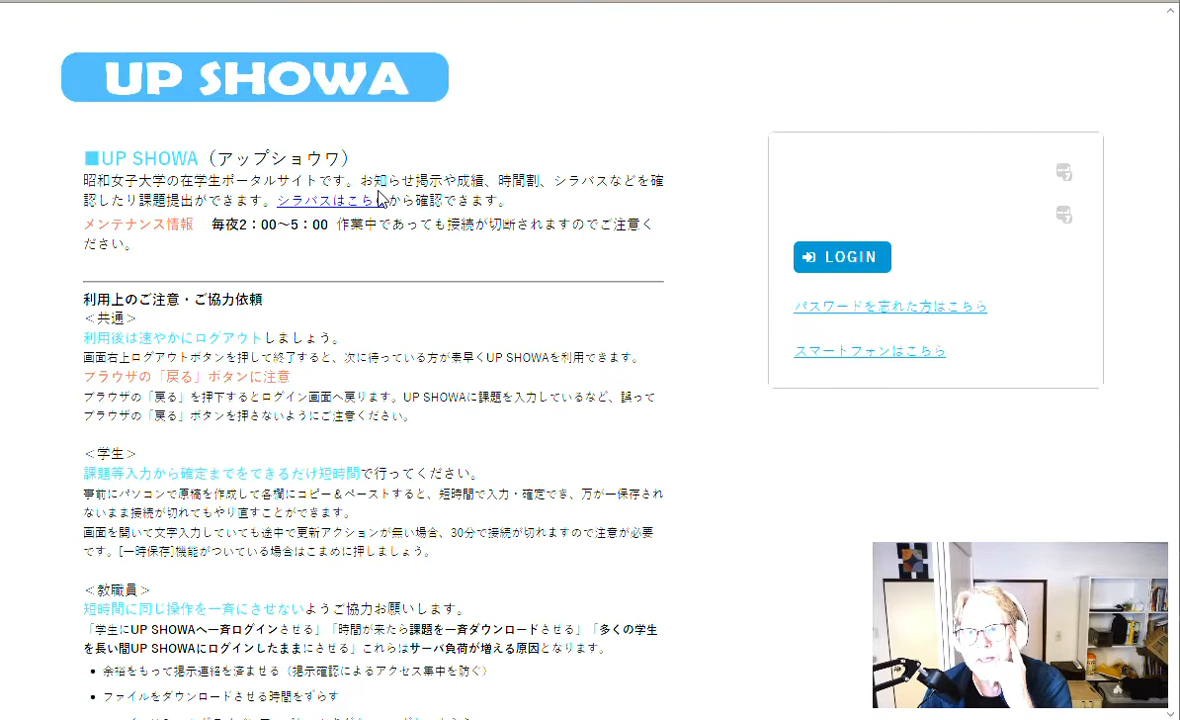 UP SHOWA
■UP SHOWA（アップショウワ）
昭和女子大学の在学生ポータルサイトです。お知らせ掲示や成績、時間割、シラバスなどを確
認したり課題提出ができます。シラバスはこちらから確認できます。
メンテナンス情報　毎夜2：00～5：00 作業中であっても接続が切断されますのでご注意く
ださい。
利用上のご注意・ご協力依頼
＜共通＞
利用後は速やかにログアウトしましょう。
画面右上ログアウトボタンを押して終了すると、次に待っている方が素早くUP SHOWAを利用できます。
ブラウザの「戻る」ボタンに注意
ブラウザの「戻る」を押下するとログイン画面へ戻ります。UP SHOWAに課題を入力しているなど、誤って
ブラウザの「戻る」ボタンを押さないようにご注意ください。
＜学生＞
課題等入力から確定までをできるだけ短時間で行ってください。
事前にパソコンで原稿を作成して各欄にコピー＆ペーストすると、短時間で入力・確定でき、万が一保存され
ないまま接続が切れてもやり直すことができます。
画面を開いて文字入力していても途中で更新アクションが無い場合、30分で接続が切れますので注意が必要
です。[一時保存]機能がついている場合はこまめに押しましょう。
＜教職員＞
短時間に同じ操作を一斉にさせないようご協力お願いします。
「学生にUP SHOWAへ一斉ログインさせる」「時間が来たら課題を一斉ダウンロードさせる」「多くの学生
を長い間UP SHOWAにログインしたままにさせる」これらはサーバ負荷が増える原因となります。
• 余裕をもって掲示連絡を済ませる（掲示確認によるアクセス集中を防ぐ）
• ファイルをダウンロードさせる時間をずらす
LOGIN
パスワードを忘れた方はこちら
スマートフォンはこちら